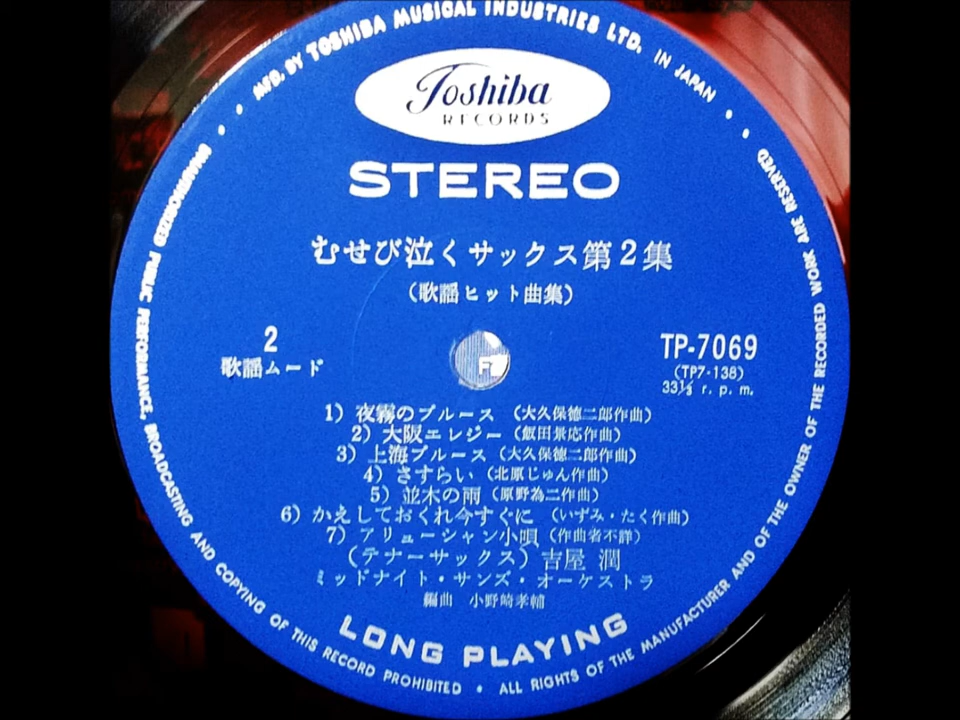 MFG. BY TOSHIBA MUSICAL INDUSTRIES LTD. IN JAPAN
Toshiba
RECORDS
STEREO
むせび泣くサックス第2集
(歌謡ヒット曲集)
2
歌謡ムード
TP-7069
(TP7-138)
33⅓ r.p.m.
1) 夜霧のブルース (大久保徳二郎作曲)
2) 大阪エレジー (飯田景応作曲)
3) 上海ブルース (大久保徳二郎作曲)
4) さすらい (北原じゅん作曲)
5) 並木の雨 (原野為二作曲)
6) かえしておくれ今すぐに (いずみ・たく作曲)
7) アリューシャン小唄 (作曲者不詳)
(テナーサックス) 吉屋 潤
ミッドナイト・サンズ・オーケストラ
編曲 小野崎孝輔
LONG PLAYING
UNAUTHORIZED PUBLIC PERFORMANCE, BROADCASTING AND COPYING OF THIS RECORD PROHIBITED • ALL RIGHTS OF THE MANUFACTURER AND OF THE OWNER OF THE RECORDED WORK ARE RESERVED